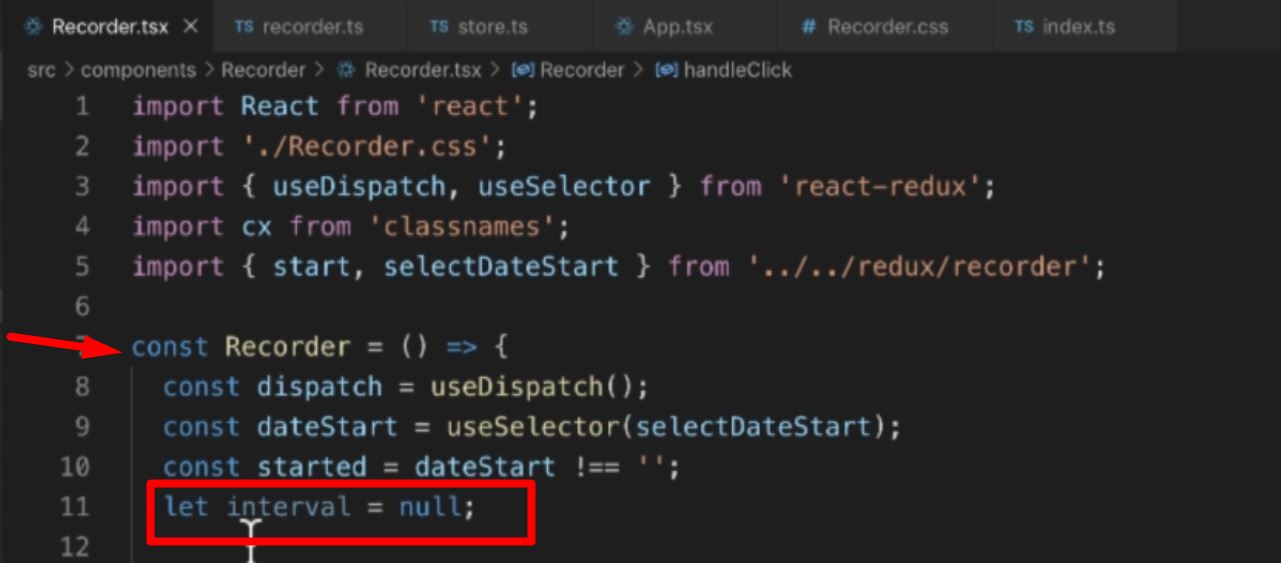 Recorder.tsx TS recorder.ts TS store.ts App.tsx # Recorder.css TS index.ts
src > components > Recorder > Recorder.tsx > Recorder > handleClick
1 import React from 'react';
2 import './Recorder.css';
3 import { useDispatch, useSelector } from 'react-redux';
4 import cx from 'classnames';
5 import { start, selectDateStart } from '../../redux/recorder';
6
7 const Recorder = () => {
8 const dispatch = useDispatch();
9 const dateStart = useSelector(selectDateStart);
10 const started = dateStart !== '';
11 let interval = null;
12